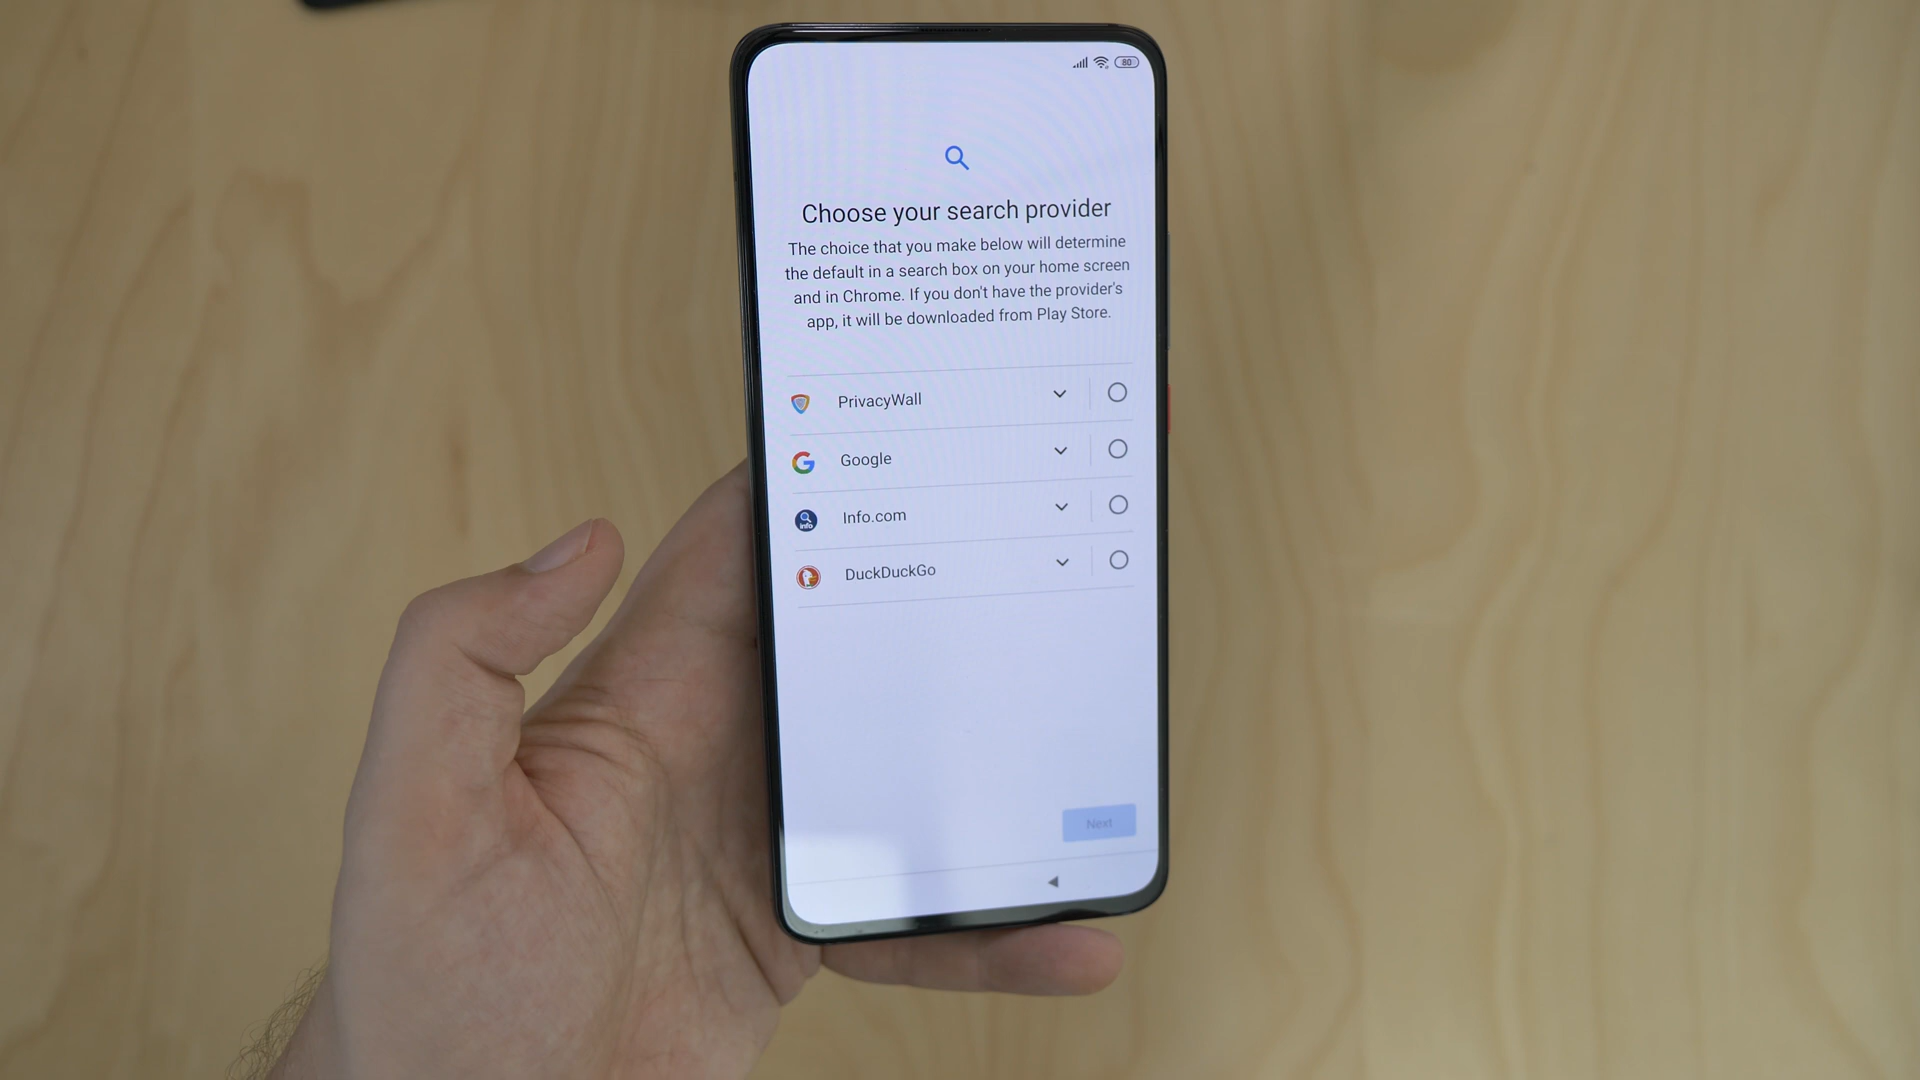 80
Choose your search provider
The choice that you make below will determine
the default in a search box on your home screen
and in Chrome. If you don't have the provider's
app, it will be downloaded from Play Store.
PrivacyWall
Google
info
Info.com
DuckDuckGo
Next